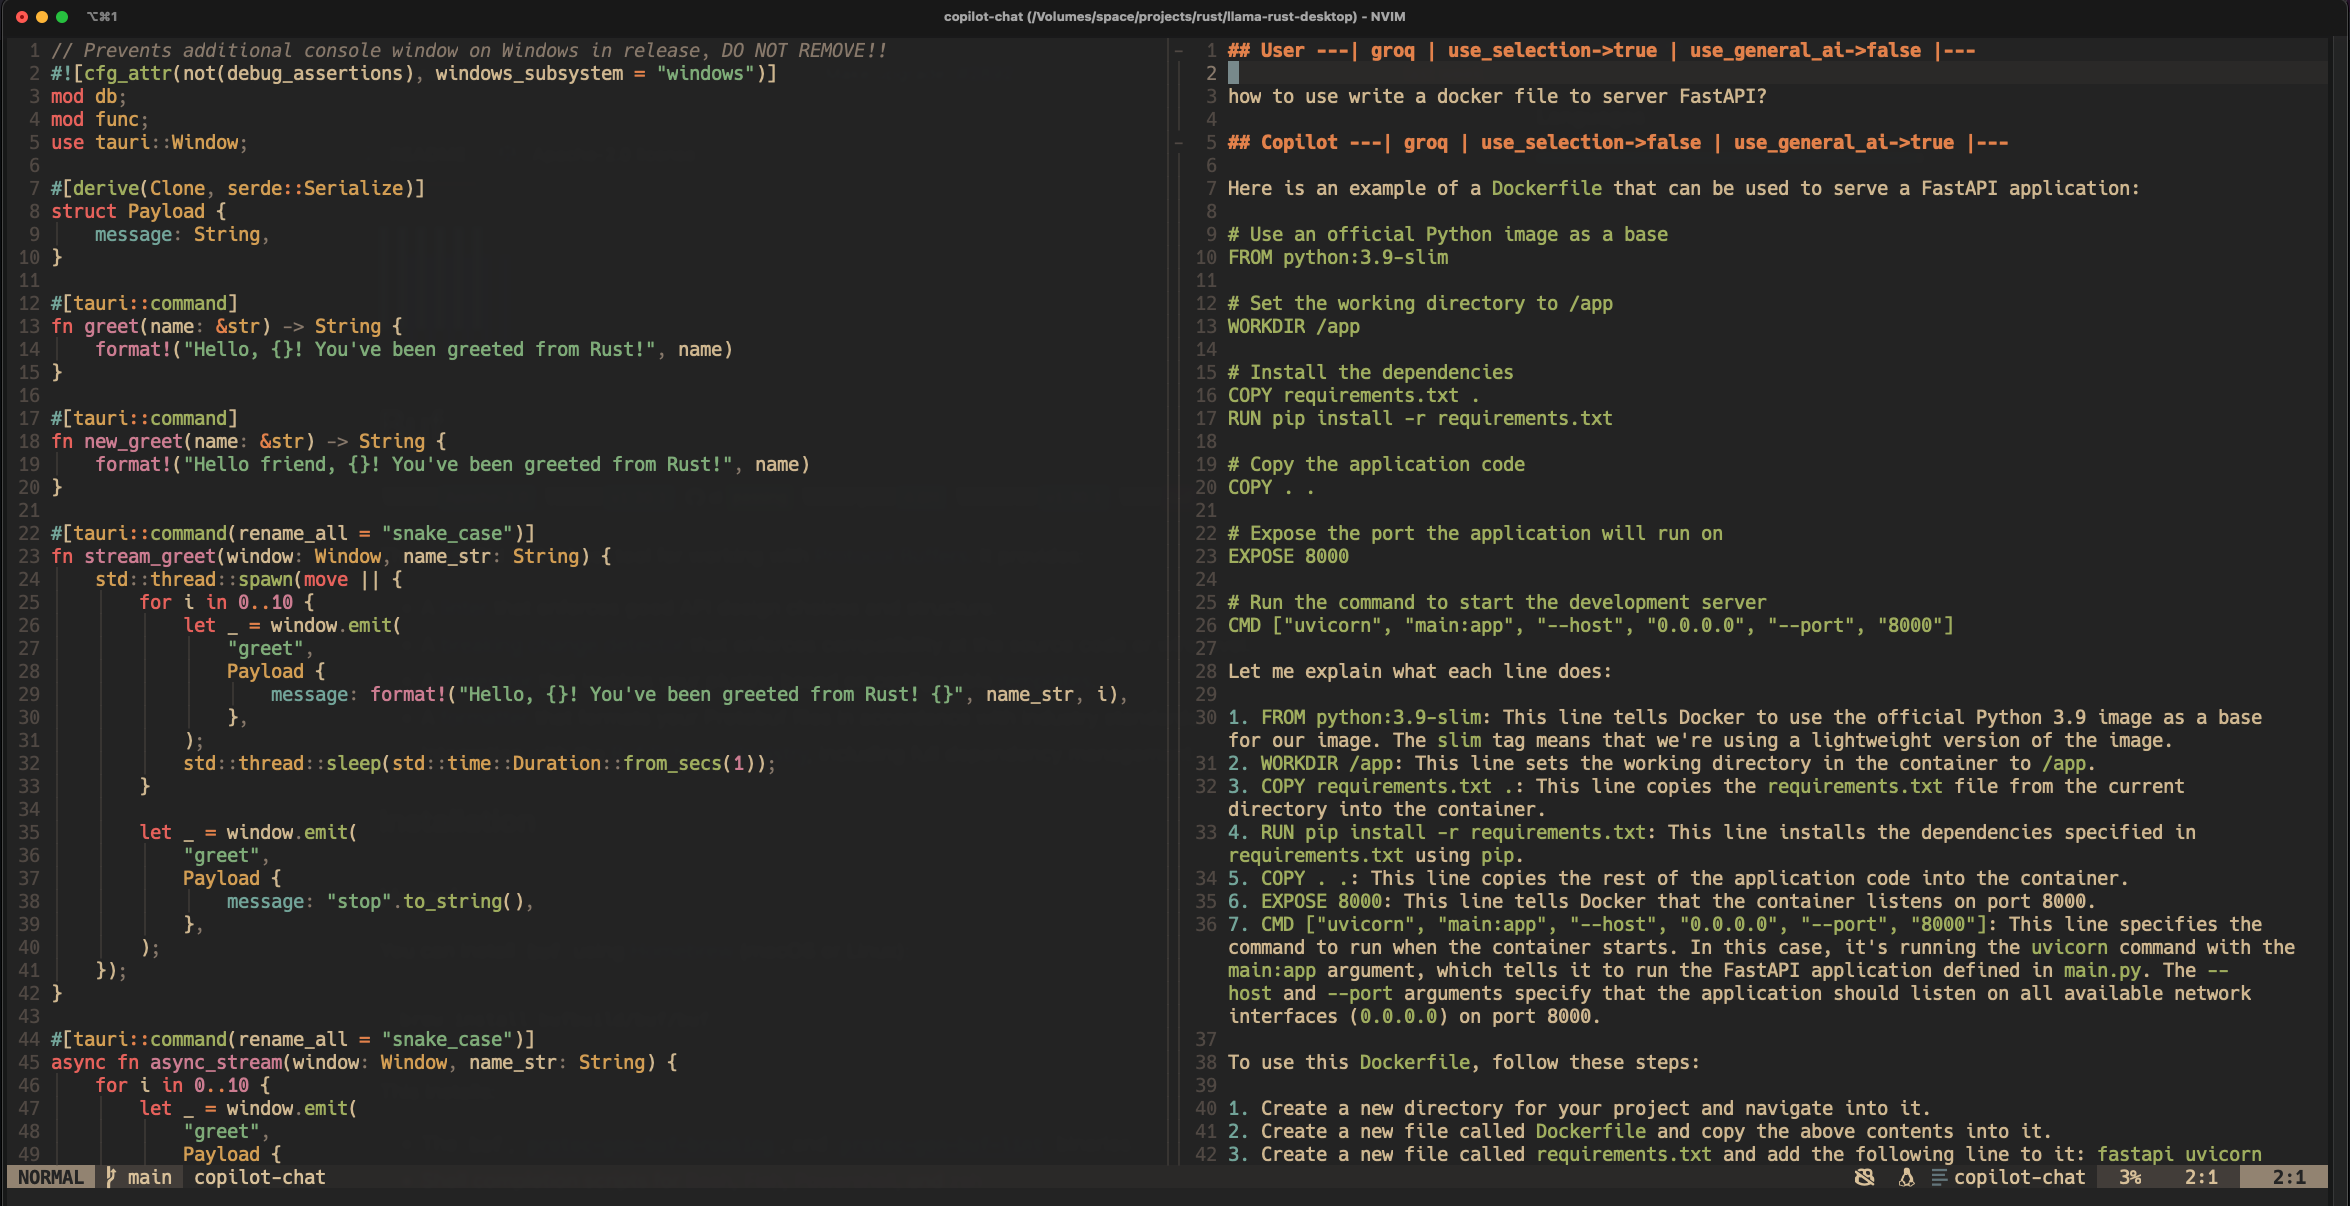 ⌥⌘1
copilot-chat (/Volumes/space/projects/rust/llama-rust-desktop) - NVIM
1 // Prevents additional console window on Windows in release, DO NOT REMOVE!!
2 #![cfg_attr(not(debug_assertions), windows_subsystem = "windows")]
3 mod db;
4 mod func;
5 use tauri::Window;
6
7 #[derive(Clone, serde::Serialize)]
8 struct Payload {
9     message: String,
10 }
11
12 #[tauri::command]
13 fn greet(name: &str) -> String {
14     format!("Hello, {}! You've been greeted from Rust!", name)
15 }
16
17 #[tauri::command]
18 fn new_greet(name: &str) -> String {
19     format!("Hello friend, {}! You've been greeted from Rust!", name)
20 }
21
22 #[tauri::command(rename_all = "snake_case")]
23 fn stream_greet(window: Window, name_str: String) {
24     std::thread::spawn(move || {
25         for i in 0..10 {
26             let _ = window.emit(
27                 "greet",
28                 Payload {
29                     message: format!("Hello, {}! You've been greeted from Rust! {}", name_str, i),
30                 },
31             );
32             std::thread::sleep(std::time::Duration::from_secs(1));
33         }
34
35         let _ = window.emit(
36             "greet",
37             Payload {
38                 message: "stop".to_string(),
39             },
40         );
41     });
42 }
43
44 #[tauri::command(rename_all = "snake_case")]
45 async fn async_stream(window: Window, name_str: String) {
46     for i in 0..10 {
47         let _ = window.emit(
48             "greet",
49             Payload {
1 ## User ---| groq | use_selection->true | use_general_ai->false |---
2
3 how to use write a docker file to server FastAPI?
4
5 ## Copilot ---| groq | use_selection->false | use_general_ai->true |---
6
7 Here is an example of a Dockerfile that can be used to serve a FastAPI application:
8
9 # Use an official Python image as a base
10 FROM python:3.9-slim
11
12 # Set the working directory to /app
13 WORKDIR /app
14
15 # Install the dependencies
16 COPY requirements.txt .
17 RUN pip install -r requirements.txt
18
19 # Copy the application code
20 COPY . .
21
22 # Expose the port the application will run on
23 EXPOSE 8000
24
25 # Run the command to start the development server
26 CMD ["uvicorn", "main:app", "--host", "0.0.0.0", "--port", "8000"]
27
28 Let me explain what each line does:
29
30 1. FROM python:3.9-slim: This line tells Docker to use the official Python 3.9 image as a base
for our image. The slim tag means that we're using a lightweight version of the image.
31 2. WORKDIR /app: This line sets the working directory in the container to /app.
32 3. COPY requirements.txt .: This line copies the requirements.txt file from the current
directory into the container.
33 4. RUN pip install -r requirements.txt: This line installs the dependencies specified in
requirements.txt using pip.
34 5. COPY . .: This line copies the rest of the application code into the container.
35 6. EXPOSE 8000: This line tells Docker that the container listens on port 8000.
36 7. CMD ["uvicorn", "main:app", "--host", "0.0.0.0", "--port", "8000"]: This line specifies the
command to run when the container starts. In this case, it's running the uvicorn command with the
main:app argument, which tells it to run the FastAPI application defined in main.py. The --
host and --port arguments specify that the application should listen on all available network
interfaces (0.0.0.0) on port 8000.
37
38 To use this Dockerfile, follow these steps:
39
40 1. Create a new directory for your project and navigate into it.
41 2. Create a new file called Dockerfile and copy the above contents into it.
42 3. Create a new file called requirements.txt and add the following line to it: fastapi uvicorn
NORMAL main copilot-chat copilot-chat 3% 2:1 2:1